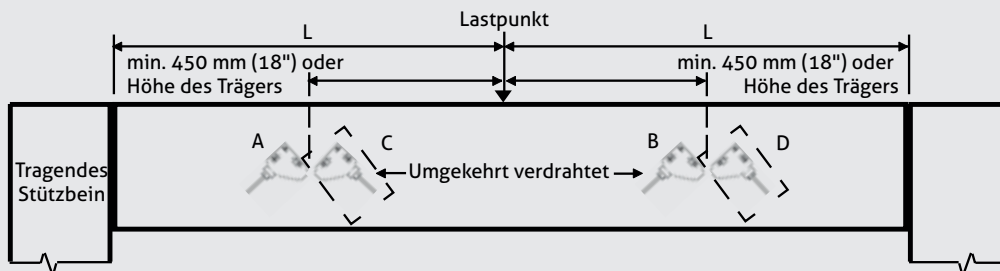 Lastpunkt
L
L
min. 450 mm (18") oder
Höhe des Trägers
min. 450 mm (18") oder
Höhe des Trägers
A
C
B
D
Umgekehrt verdrahtet
Tragendes
Stützbein